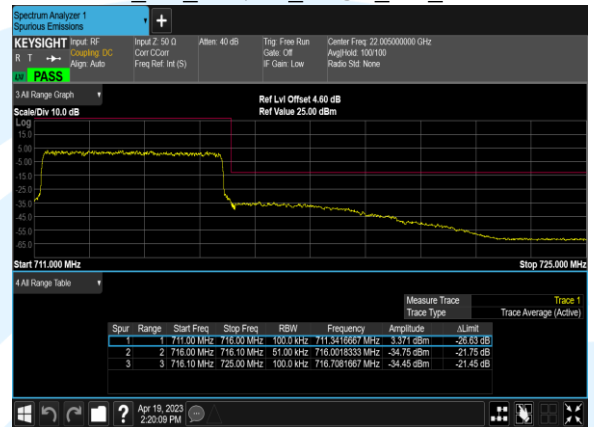 Spectrum Analyzer 1
Spurious Emissions
+
KEYSIGHT Input: RF Input Z: 50 Ω Atten: 40 dB Trig: Free Run Center Freq: 22.005000000 GHz
R T Coupling: DC Corr CCorr Gate: Off Avg|Hold: 100/100
Align: Auto Freq Ref: Int (S) IF Gain: Low Radio Std: None
LV PASS
3 All Range Graph
Ref Lvl Offset 4.60 dB
Scale/Div 10.0 dB Ref Value 25.00 dBm
Log
15.0
5.00
-5.00
-15.0
-25.0
-35.0
-45.0
-55.0
-65.0
Start 711.000 MHz Stop 725.000 MHz
4 All Range Table
Measure Trace Trace 1
Trace Type Trace Average (Active)
Spur Range Start Freq Stop Freq RBW Frequency Amplitude ΔLimit
1 1 711.00 MHz 716.00 MHz 100.0 kHz 711.3416667 MHz 3.371 dBm -26.63 dB
2 2 716.00 MHz 716.10 MHz 51.00 kHz 716.0018333 MHz -34.75 dBm -21.75 dB
3 3 716.10 MHz 725.00 MHz 100.0 kHz 716.7081667 MHz -34.45 dBm -21.45 dB
? Apr 19, 2023
2:20:09 PM